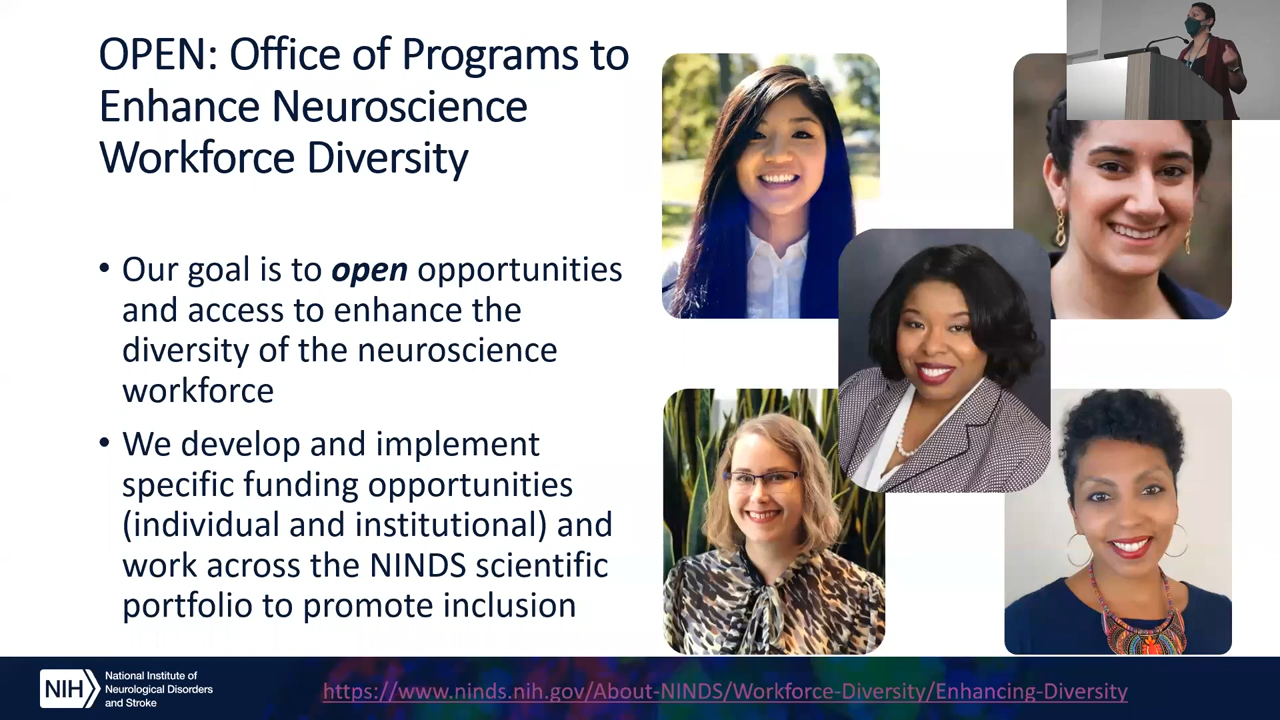 OPEN: Office of Programs to
Enhance Neuroscience
Workforce Diversity
• Our goal is to open opportunities
and access to enhance the
diversity of the neuroscience
workforce
• We develop and implement
specific funding opportunities
(individual and institutional) and
work across the NINDS scientific
portfolio to promote inclusion
NIH
National Institute of
Neurological Disorders
and Stroke
https://www.ninds.nih.gov/About-NINDS/Workforce-Diversity/Enhancing-Diversity